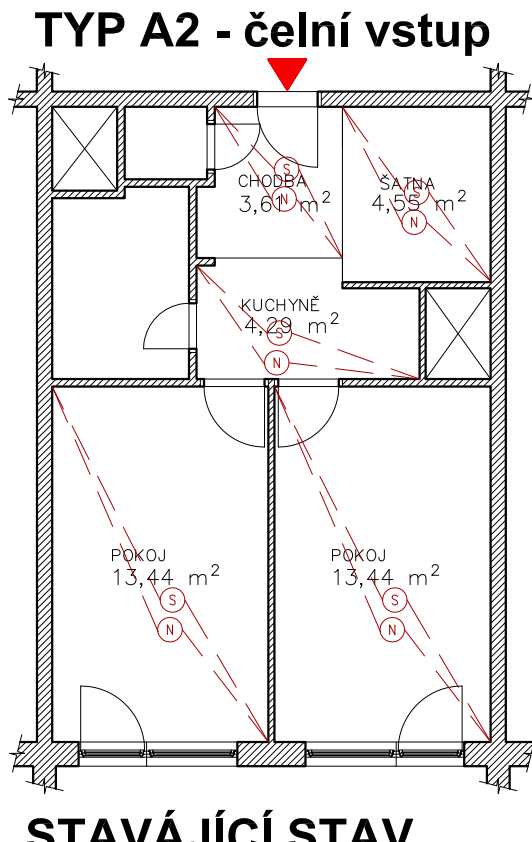 TYP A2 - čelní vstup
S
CHODBA
N
3,61 m²
S
ŠATNA
4,55 m²
N
KUCHYNĚ
4,29 m²
S
N
POKOJ
13,44 m²
S
N
POKOJ
13,44 m²
S
N
STAVÁJÍCÍ STAV